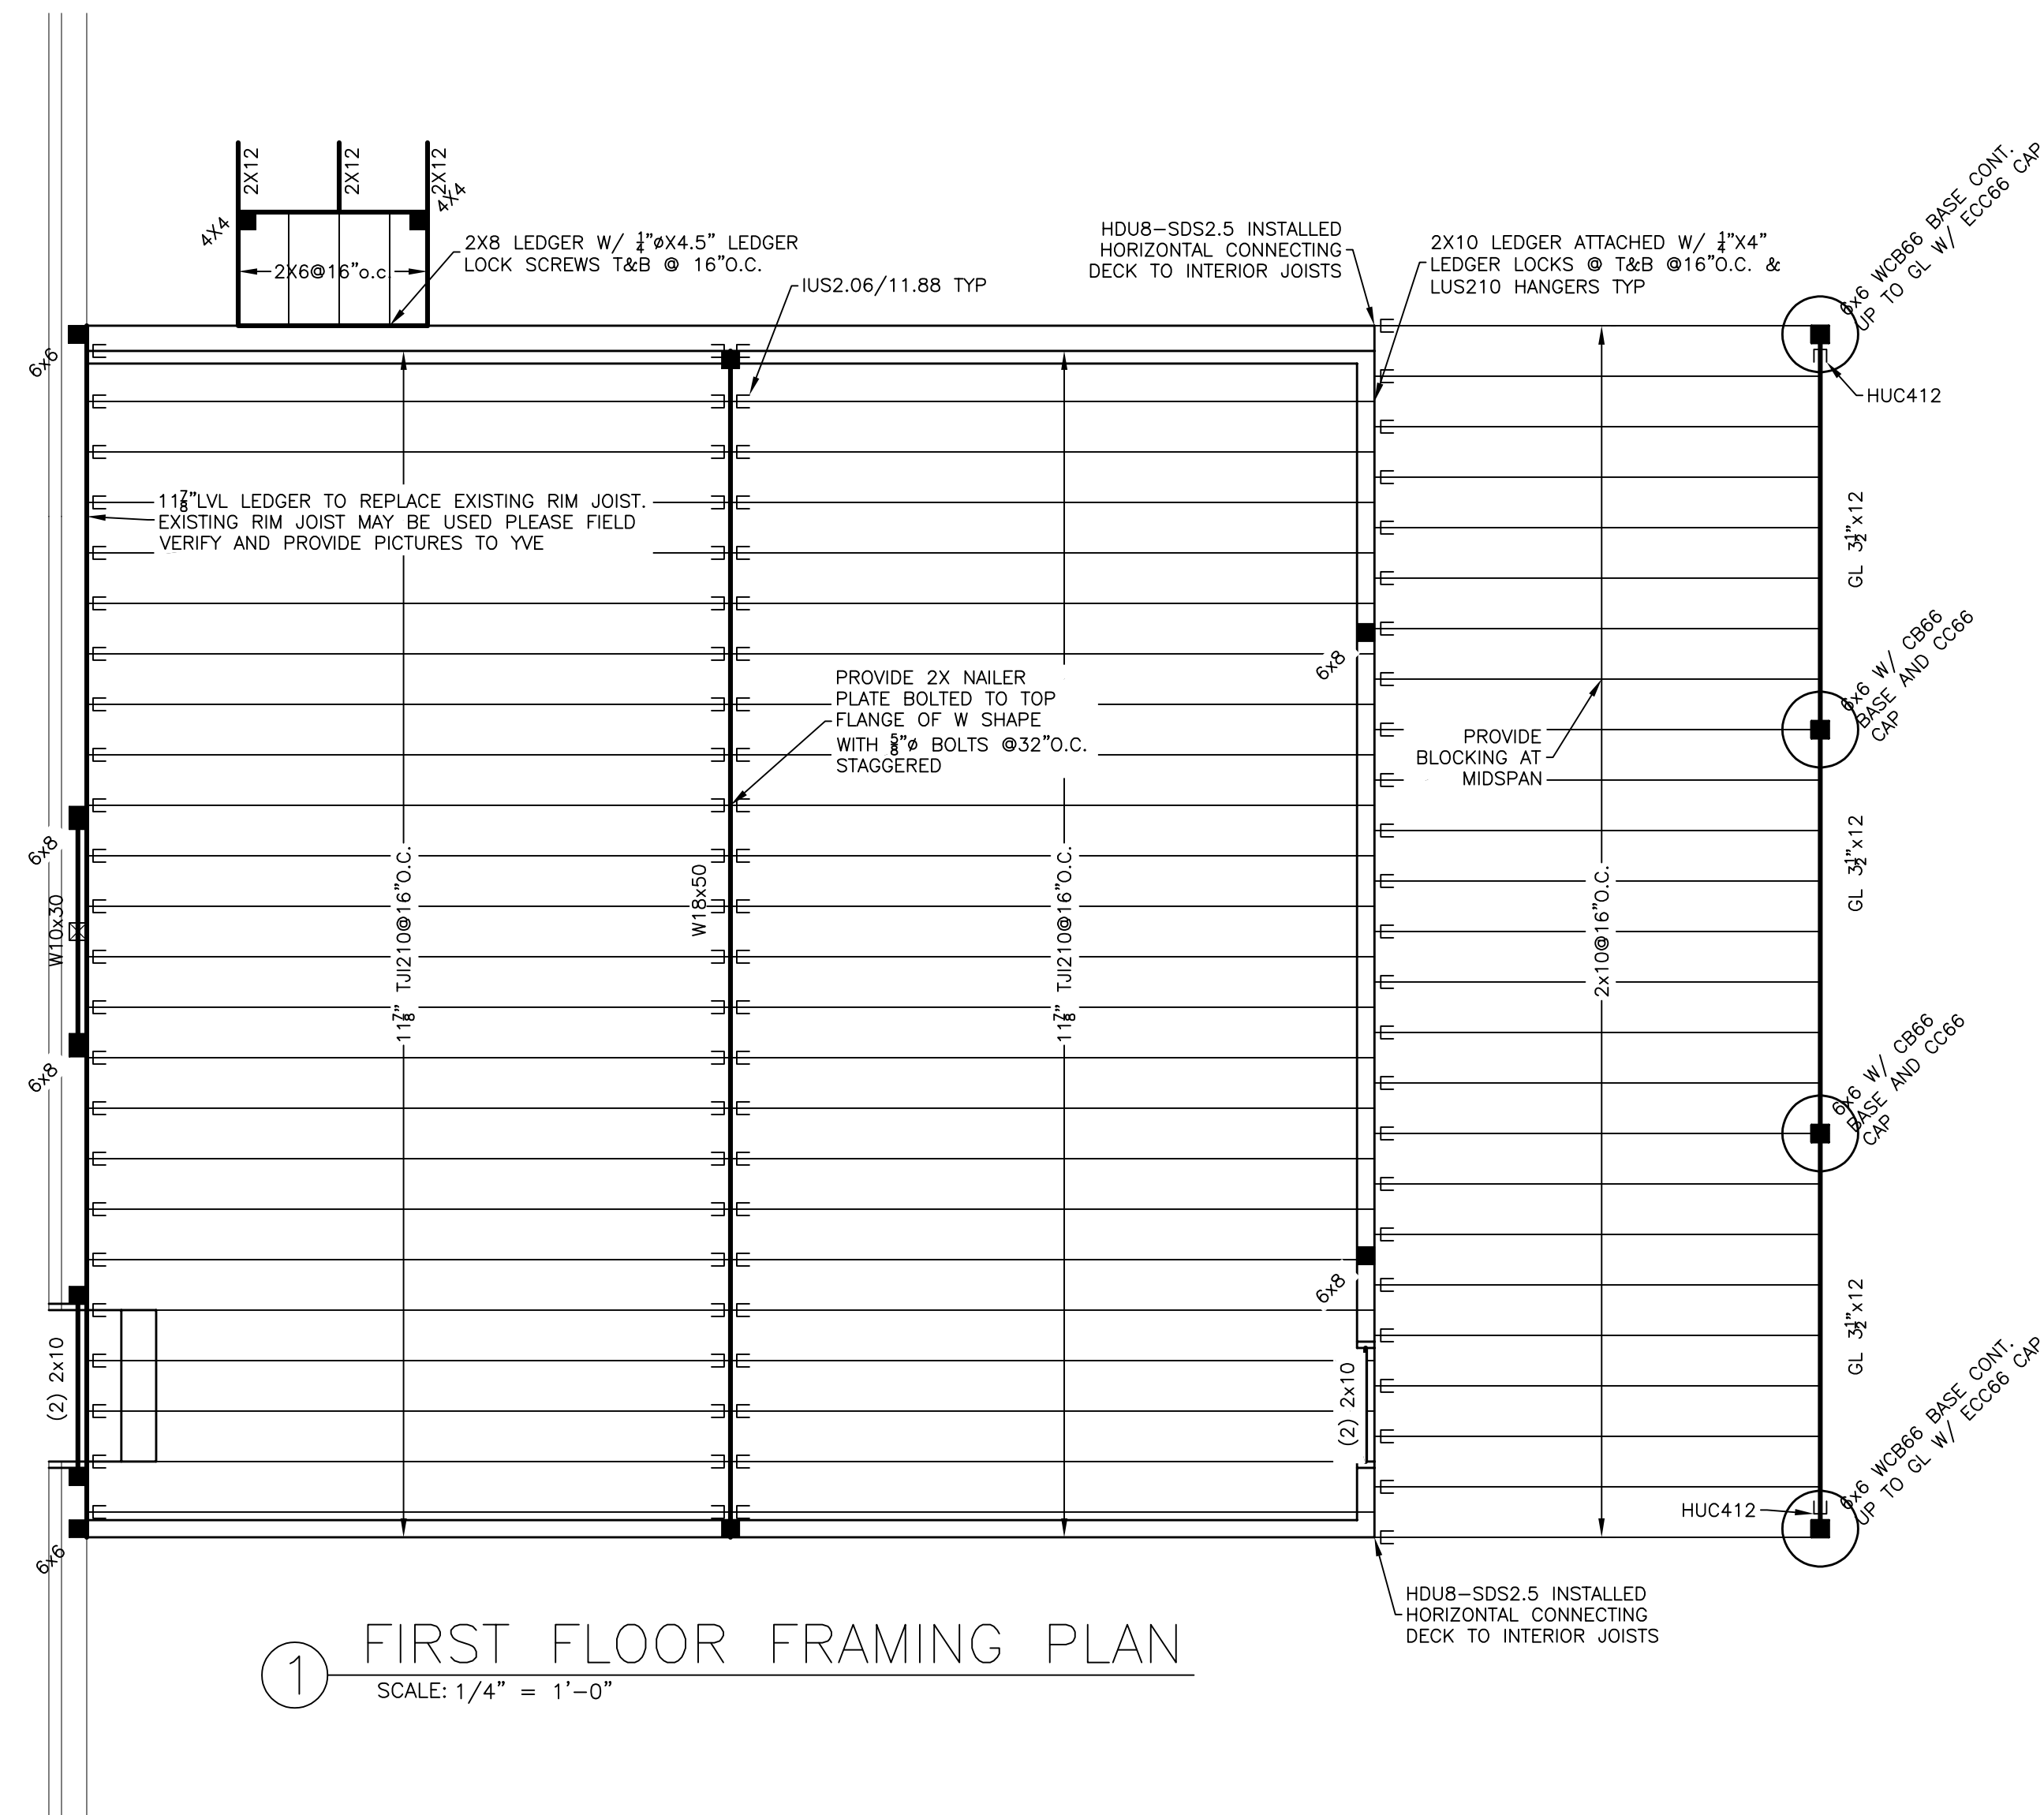 2X12
2X12
2X12
4X4
4X4
2X6@16"o.c.
2X8 LEDGER W/ 1/4"øX4.5" LEDGER
LOCK SCREWS T&B @ 16"O.C.
IUS2.06/11.88 TYP
HDU8-SDS2.5 INSTALLED
HORIZONTAL CONNECTING
DECK TO INTERIOR JOISTS
2X10 LEDGER ATTACHED W/ 1/4"X4"
LEDGER LOCKS @ T&B @16"O.C. &
LUS210 HANGERS TYP
6x6 WCB66 BASE CONT.
UP TO GL W/ ECC66 CAP
HUC412
6x6
11 7/8"LVL LEDGER TO REPLACE EXISTING RIM JOIST.
EXISTING RIM JOIST MAY BE USED PLEASE FIELD
VERIFY AND PROVIDE PICTURES TO YVE
GL 3 1/2"x12
6x8
PROVIDE 2X NAILER
PLATE BOLTED TO TOP
FLANGE OF W SHAPE
WITH 5/8"ø BOLTS @32"O.C.
STAGGERED
6x6 W/ CB66
BASE AND CC66
CAP
PROVIDE
BLOCKING AT
MIDSPAN
6x8
W10x30
11 7/8" TJI210@16"O.C.
W18x50
11 7/8" TJI210@16"O.C.
2x10@16"O.C.
GL 3 1/2"x12
6x8
6x6 W/ CB66
BASE AND CC66
CAP
6x8
(2) 2x10
(2) 2x10
GL 3 1/2"x12
6x6 WCB66 BASE CONT.
UP TO GL W/ ECC66 CAP
HUC412
6x6
HDU8-SDS2.5 INSTALLED
HORIZONTAL CONNECTING
DECK TO INTERIOR JOISTS
1
FIRST FLOOR FRAMING PLAN
SCALE: 1/4" = 1'-0"